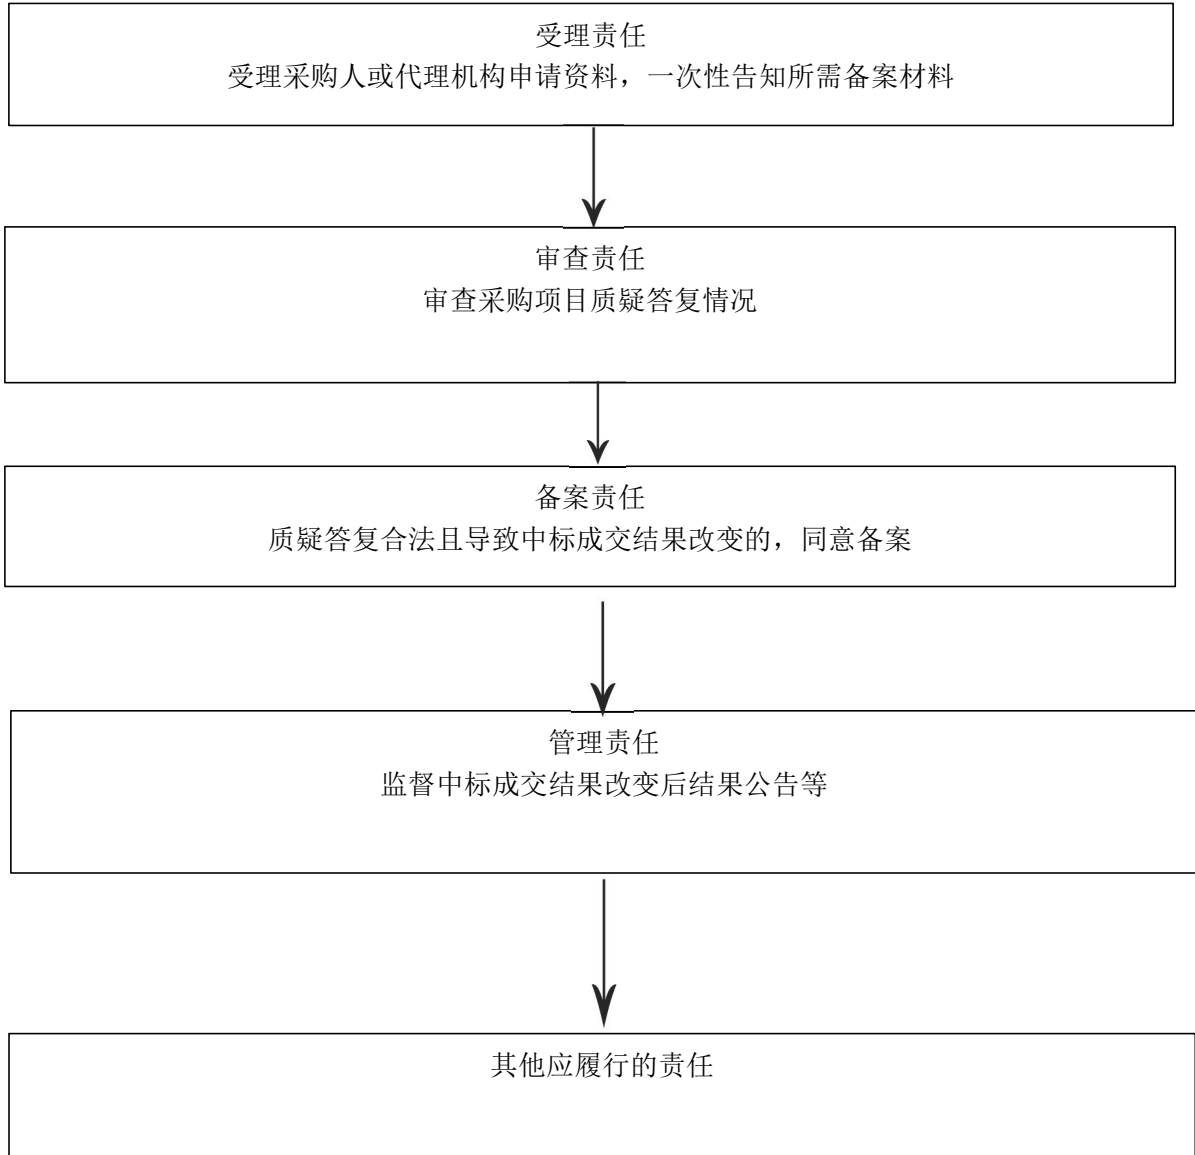 受理责任
受理采购人或代理机构申请资料，一次性告知所需备案材料
审查责任
审查采购项目质疑答复情况
备案责任
质疑答复合法且导致中标成交结果改变的，同意备案
管理责任
监督中标成交结果改变后结果公告等
其他应履行的责任